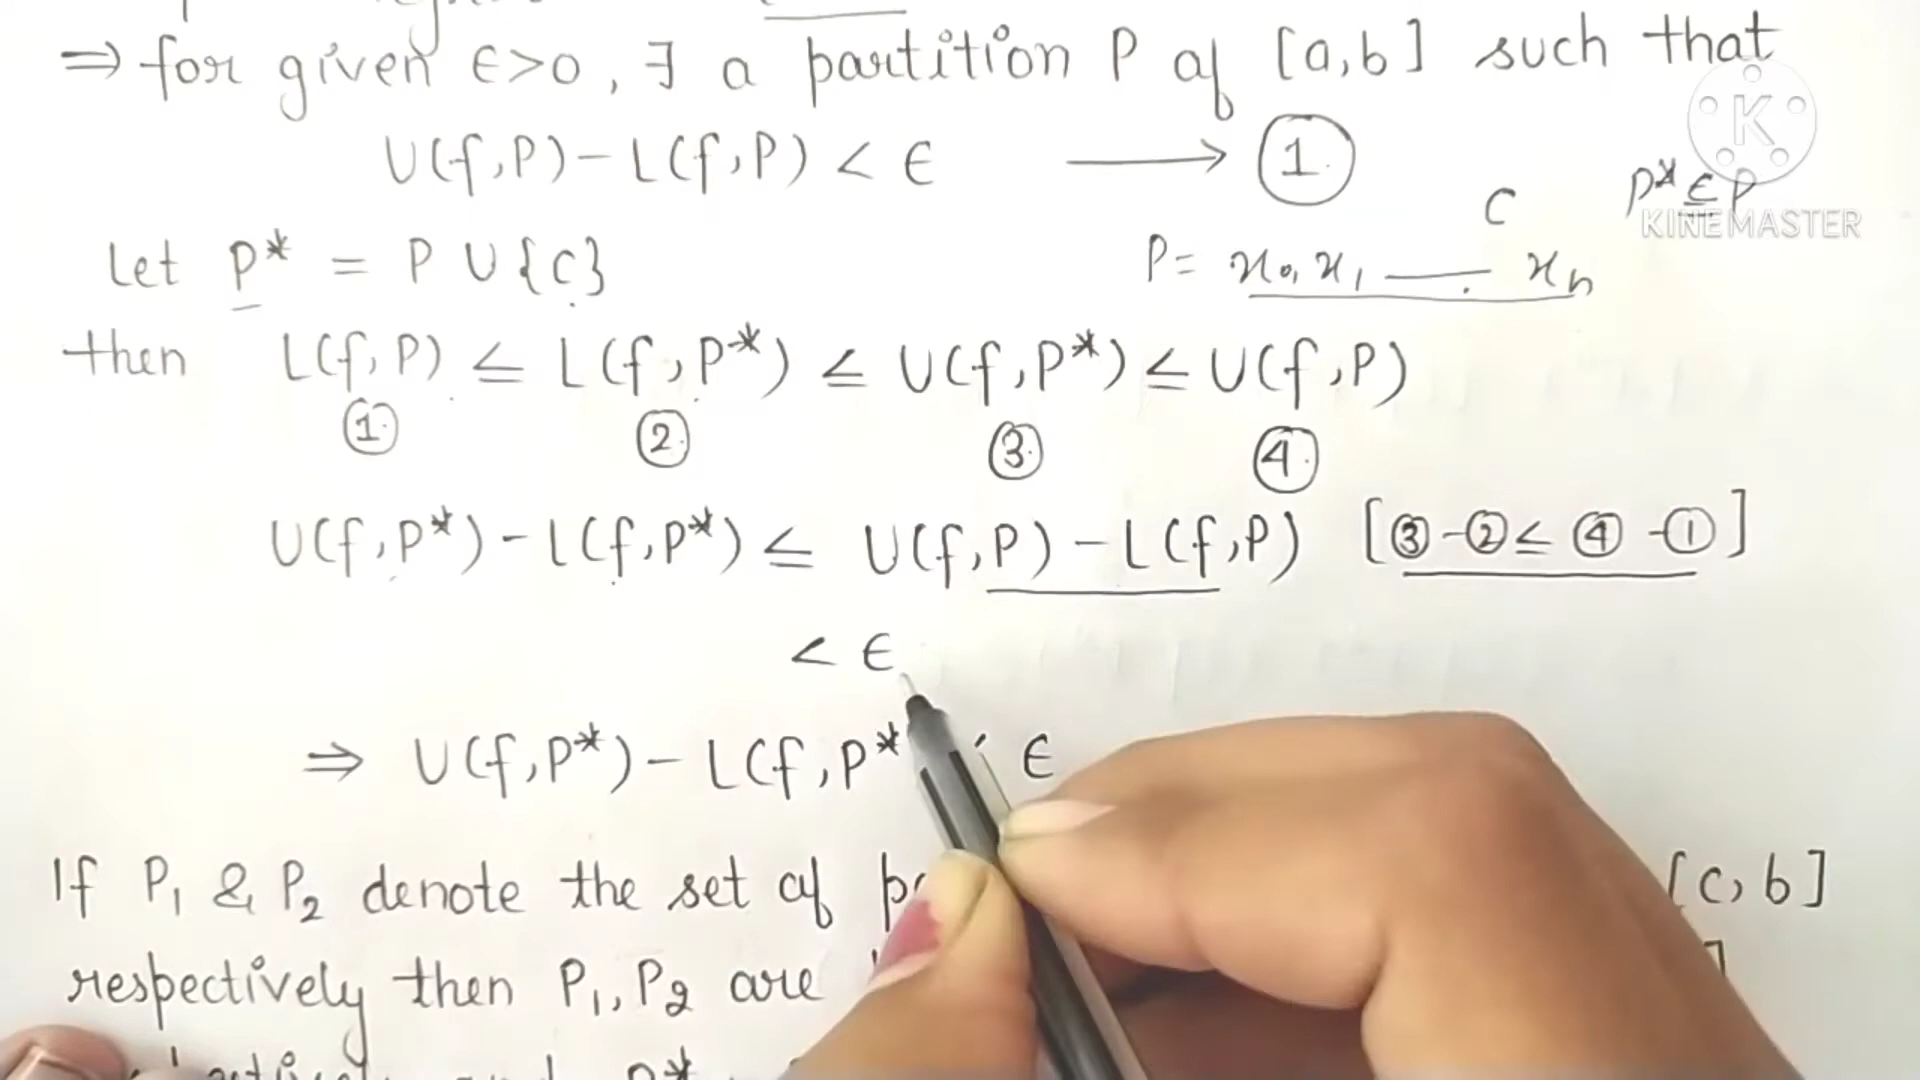 ⇒ for given ϵ>0, ∃ a partition P of [a,b] such that
U(f,P) - L(f,P) < ϵ ⟶ ①
K
KINEMASTER
C
Let P* = P U {c}
P = x₀, x₁ — . xₙ
then L(f,P) ≤ L(f,P*) ≤ U(f,P*) ≤ U(f,P)
① ② ③ ④
U(f,P*) - L(f,P*) ≤ U(f,P) - L(f,P) [③-②≤ ④-①]
< ϵ
⇒ U(f,P*) - L(f,P* ϵ
If P₁ & P₂ denote the set of [c,b]
respectively then P₁, P₂ are